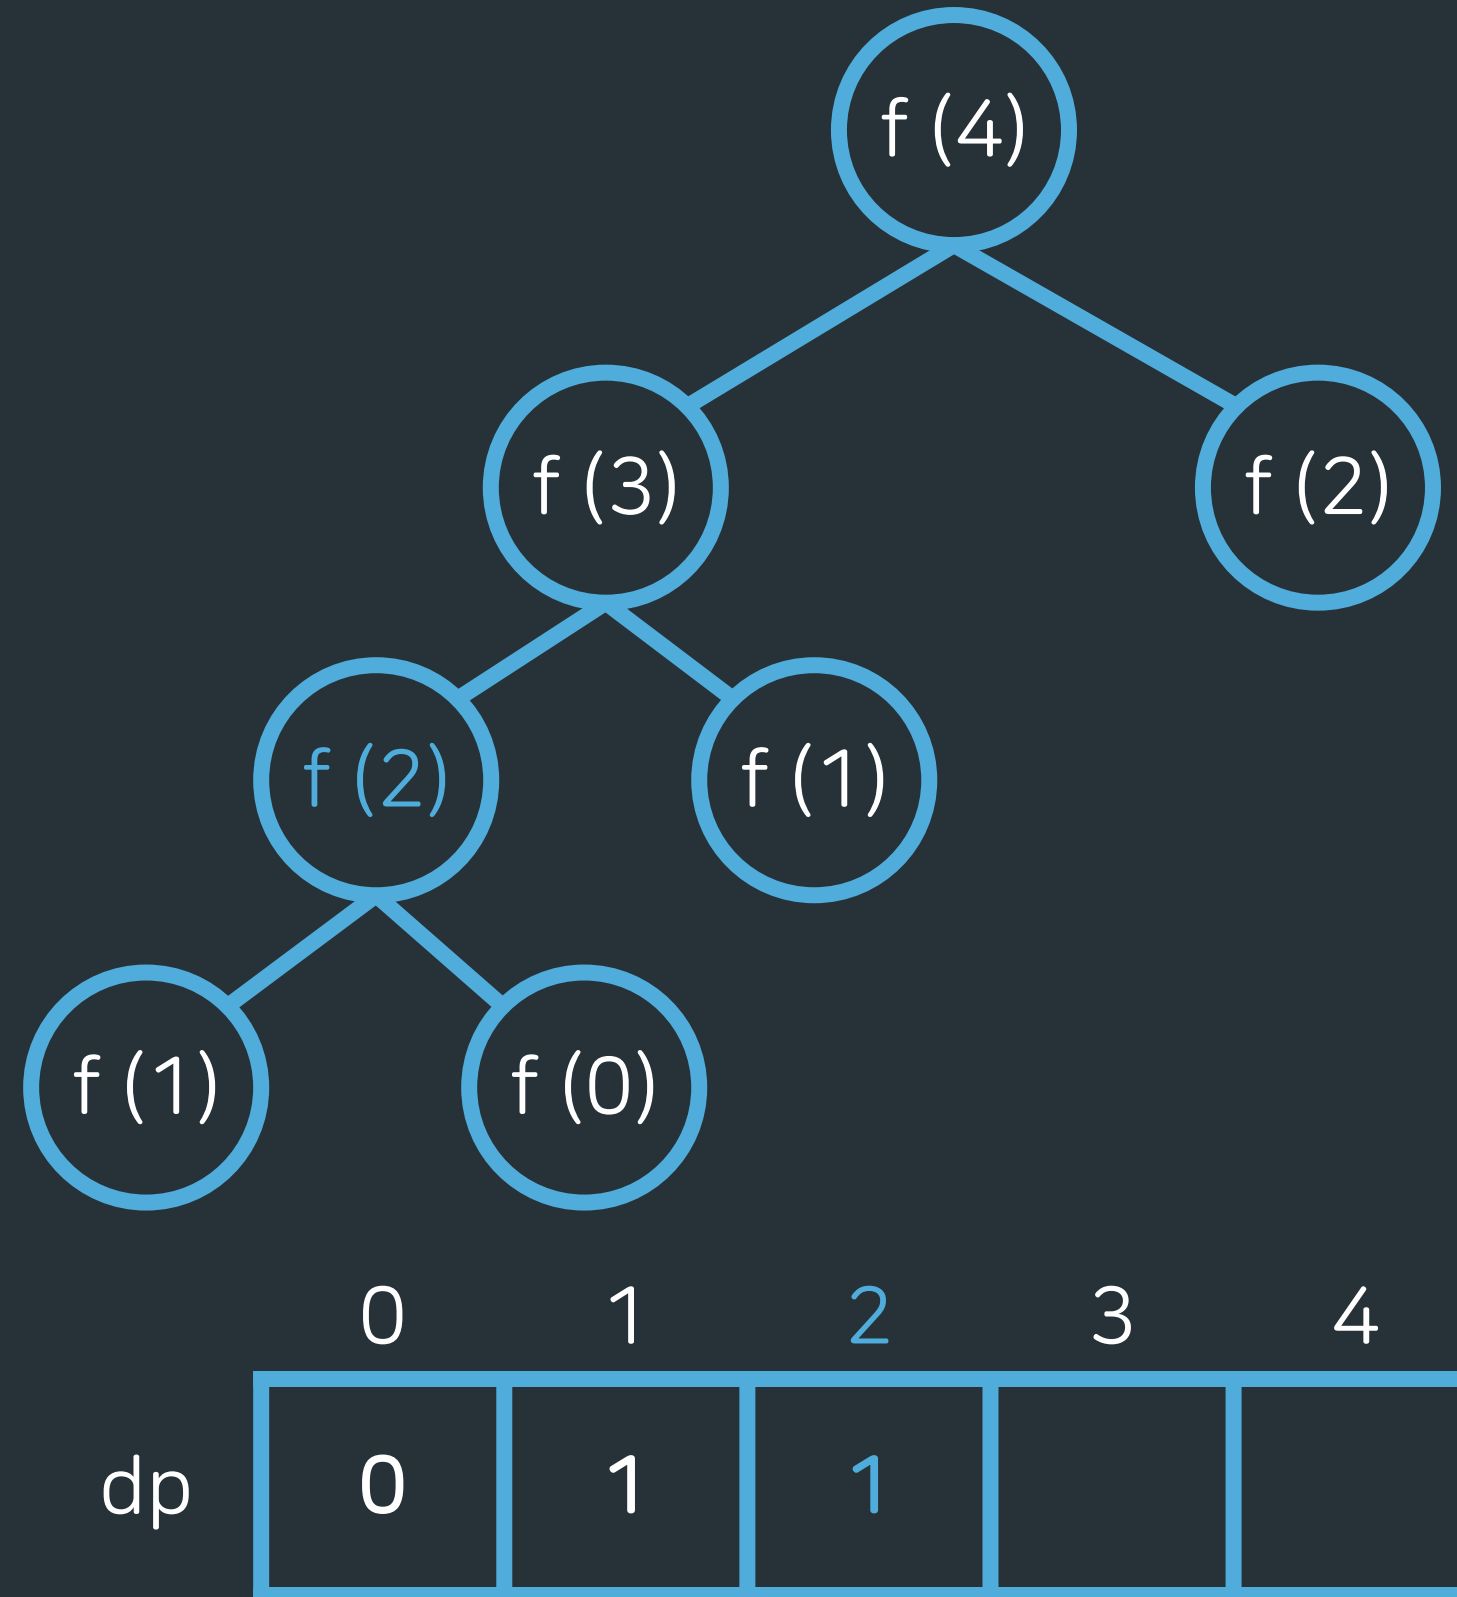 f (4)
f (3) f (2)
f (2) f (1)
f (1) f (0)
0 1 2 3 4
dp 0 1 1